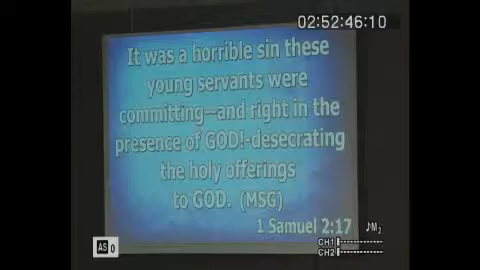 02:52:46:10
It was a horrible sin these
young servants were
committing—and right in the
presence of GOD!-desecrating
the holy offerings
to GOD. (MSG)
1 Samuel 2:17
♪M2
CH1
CH2
AS 0